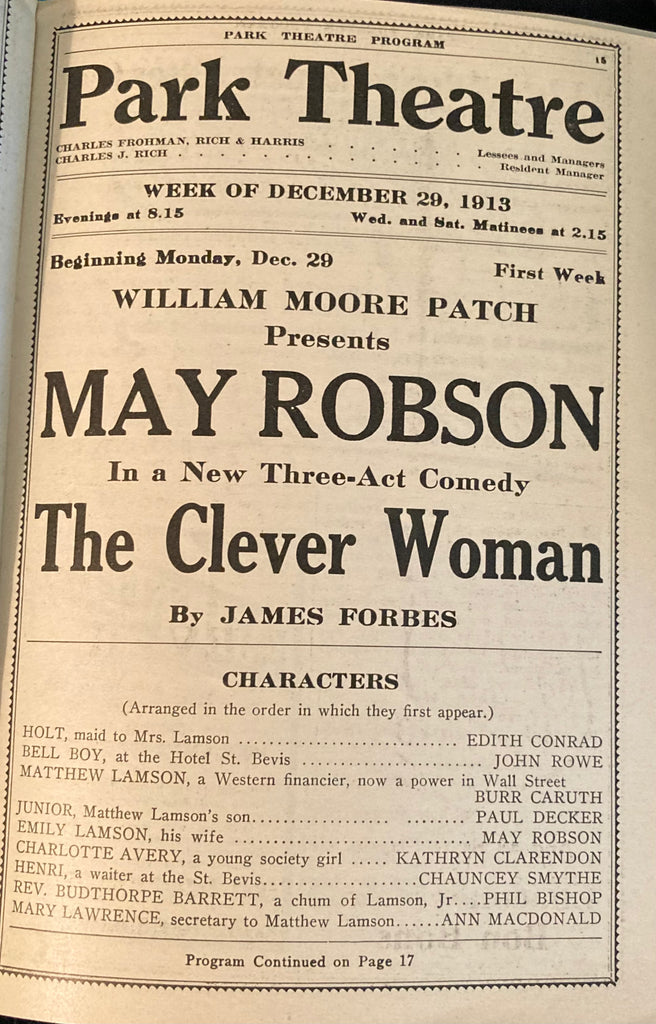 PARK THEATRE PROGRAM
15
Park Theatre
CHARLES FROHMAN, RICH & HARRIS . . . . . . Lessees and Managers
CHARLES J. RICH . . . . . . . . . . . . . Resident Manager
WEEK OF DECEMBER 29, 1913
Evenings at 8.15 Wed. and Sat. Matinees at 2.15
Beginning Monday, Dec. 29 First Week
WILLIAM MOORE PATCH
Presents
MAY ROBSON
In a New Three-Act Comedy
The Clever Woman
By JAMES FORBES
CHARACTERS
(Arranged in the order in which they first appear.)
HOLT, maid to Mrs. Lamson ............................ EDITH CONRAD
BELL BOY, at the Hotel St. Bevis .......................... JOHN ROWE
MATTHEW LAMSON, a Western financier, now a power in Wall Street
BURR CARUTH
JUNIOR, Matthew Lamson's son.................. ........ PAUL DECKER
EMILY LAMSON, his wife ................................ MAY ROBSON
CHARLOTTE AVERY, a young society girl ..... KATHRYN CLARENDON
HENRI, a waiter at the St. Bevis....................CHAUNCEY SMYTHE
REV. BUDTHORPE BARRETT, a chum of Lamson, Jr....PHIL BISHOP
MARY LAWRENCE, secretary to Matthew Lamson......ANN MACDONALD
Program Continued on Page 17